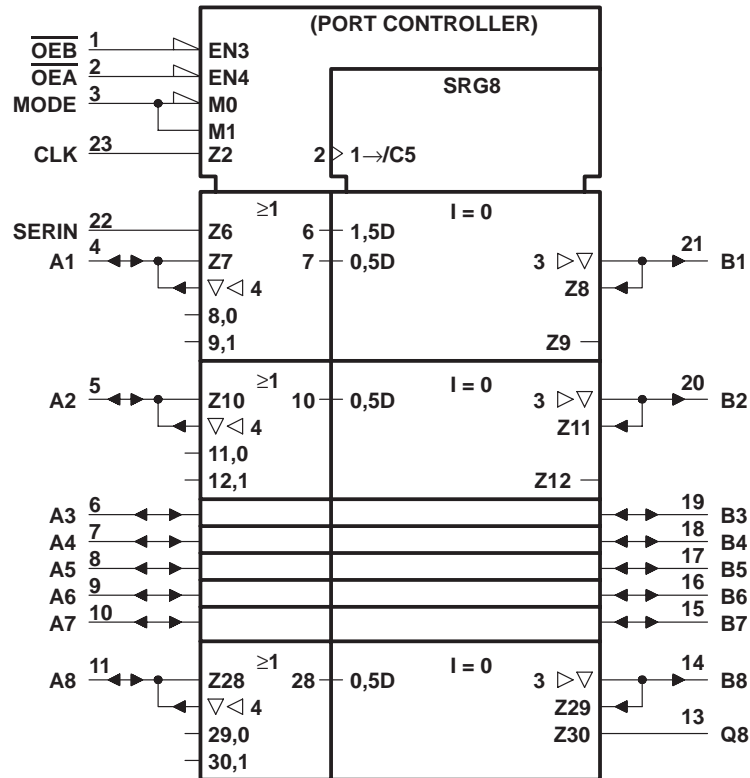 (PORT CONTROLLER)
OEB 1 EN3
OEA 2 EN4
MODE 3 M0
M1
SRG8
CLK 23 Z2 2 1→/C5
≥1 I = 0
SERIN 22 Z6 6 1,5D
A1 4 Z7 7 0,5D 3 ▷▽ 21 B1
▽◁ 4 Z8
8,0
9,1 Z9
≥1 I = 0
A2 5 Z10 10 0,5D 3 ▷▽ 20 B2
▽◁ 4 Z11
11,0
12,1 Z12
A3 6 19 B3
A4 7 18 B4
A5 8 17 B5
A6 9 16 B6
A7 10 15 B7
≥1 I = 0
A8 11 Z28 28 0,5D 3 ▷▽ 14 B8
▽◁ 4 Z29
29,0 Z30 13 Q8
30,1